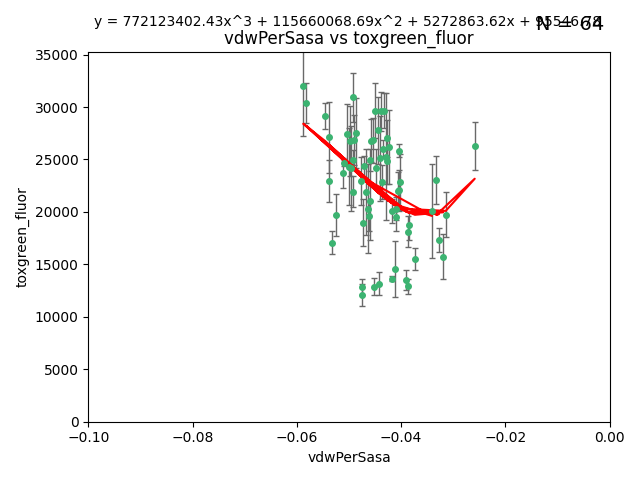 y = 772123402.43x^3 + 115660068.69x^2 + 5272863.62x +
N = 64
vdwPerSasa vs toxgreen_fluor
35000
30000
25000
20000
15000
10000
5000
0
toxgreen_fluor
−0.10
−0.08
−0.06
−0.04
−0.02
0.00
vdwPerSasa